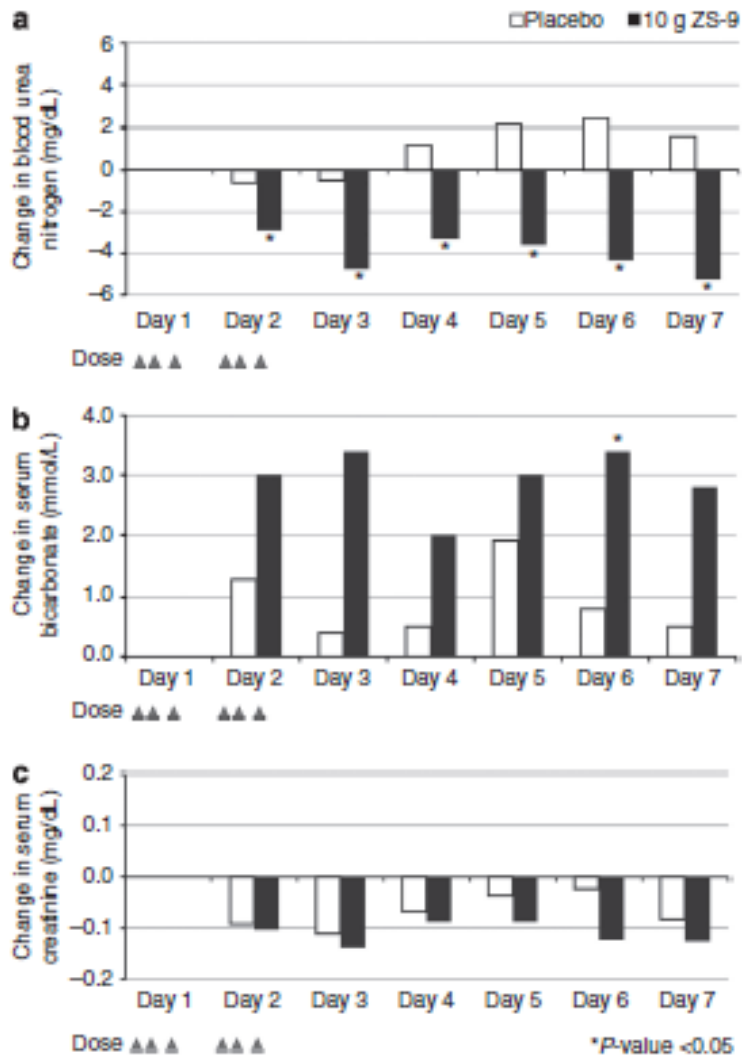 a
□Placebo ■10 g ZS-9
Change in blood urea
nitrogen (mg/dL)
6
4
2
0
−2
−4
−6
* * * * * *
Day 1 Day 2 Day 3 Day 4 Day 5 Day 6 Day 7
Dose ▲▲ ▲ ▲▲ ▲
b
Change in serum
bicarbonate (mmol/L)
4.0
3.0
2.0
1.0
0.0
*
Day 1 Day 2 Day 3 Day 4 Day 5 Day 6 Day 7
Dose ▲▲ ▲ ▲▲ ▲
c
Change in serum
creatinine (mg/dL)
0.2
0.1
0.0
−0.1
−0.2
Day 1 Day 2 Day 3 Day 4 Day 5 Day 6 Day 7
Dose ▲▲ ▲ ▲▲ ▲
*P-value <0.05